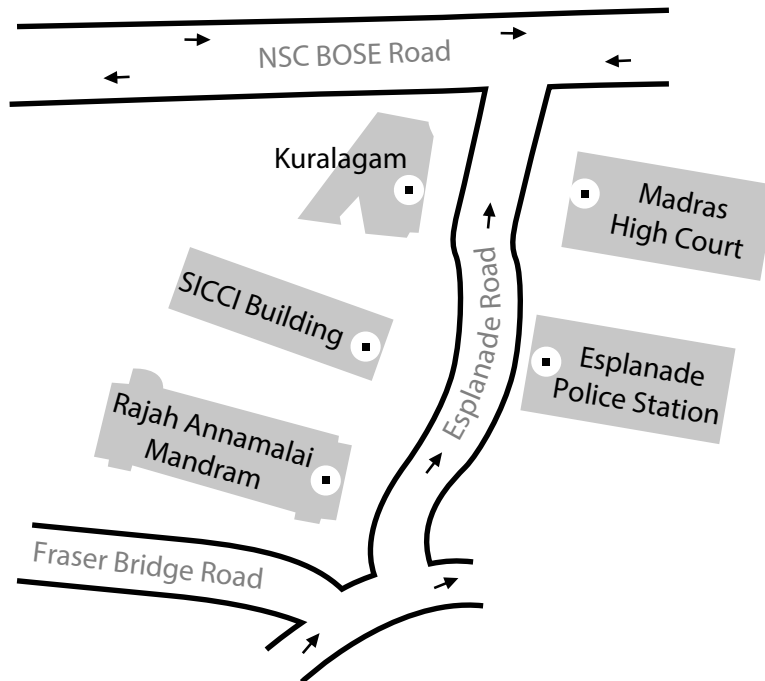 NSC BOSE Road
Kuralagam
Madras
High Court
SICCI Building
Esplanade Road
Esplanade
Police Station
Rajah Annamalai
Mandram
Fraser Bridge Road